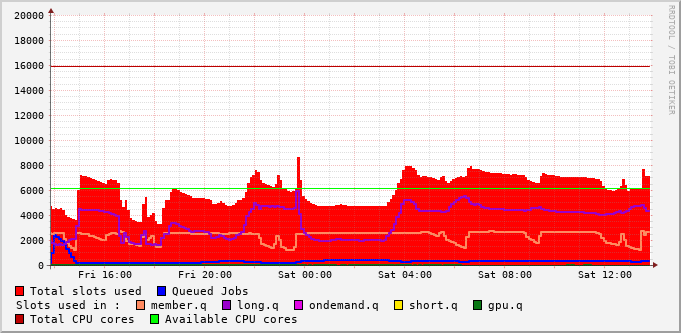 20000
18000
16000
14000
12000
10000
8000
6000
4000
2000
0
Fri 16:00 Fri 20:00 Sat 00:00 Sat 04:00 Sat 08:00 Sat 12:00
RRDTOOL / TOBI OETIKER
Total slots used Queued Jobs
Slots used in : member.q long.q ondemand.q short.q gpu.q
Total CPU cores Available CPU cores